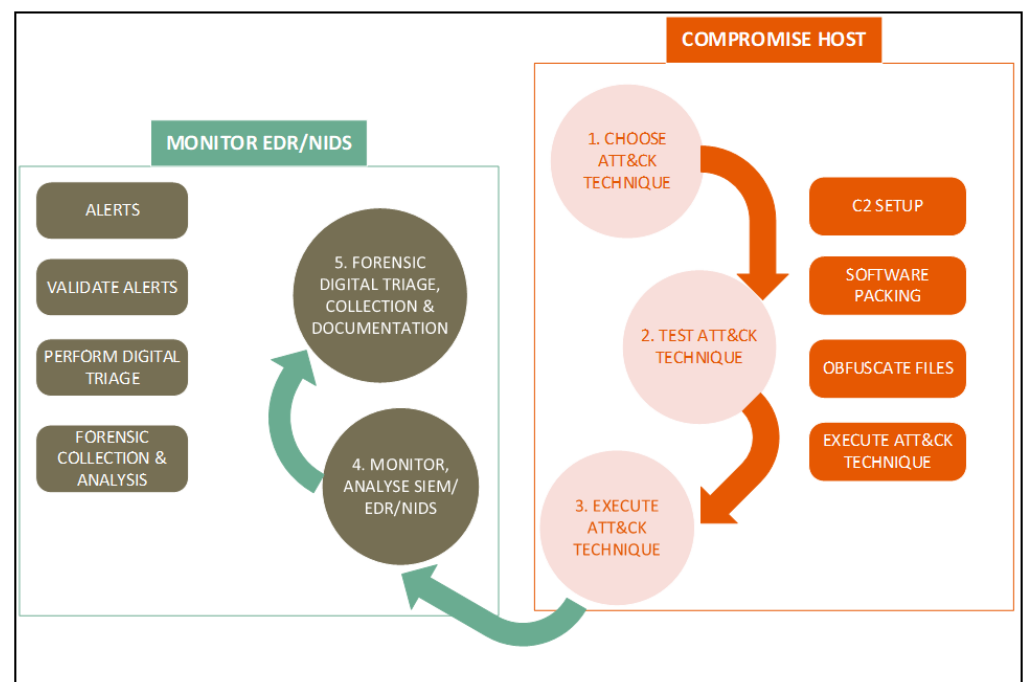 COMPROMISE HOST
1. CHOOSE
ATT&CK
TECHNIQUE
C2 SETUP
SOFTWARE
PACKING
2. TEST ATT&CK
TECHNIQUE
OBFUSCATE FILES
EXECUTE ATT&CK
TECHNIQUE
3. EXECUTE
ATT&CK
TECHNIQUE
MONITOR EDR/NIDS
ALERTS
VALIDATE ALERTS
PERFORM DIGITAL
TRIAGE
FORENSIC
COLLECTION &
ANALYSIS
4. MONITOR,
ANALYSE SIEM/
EDR/NIDS
5. FORENSIC
DIGITAL TRIAGE,
COLLECTION &
DOCUMENTATION